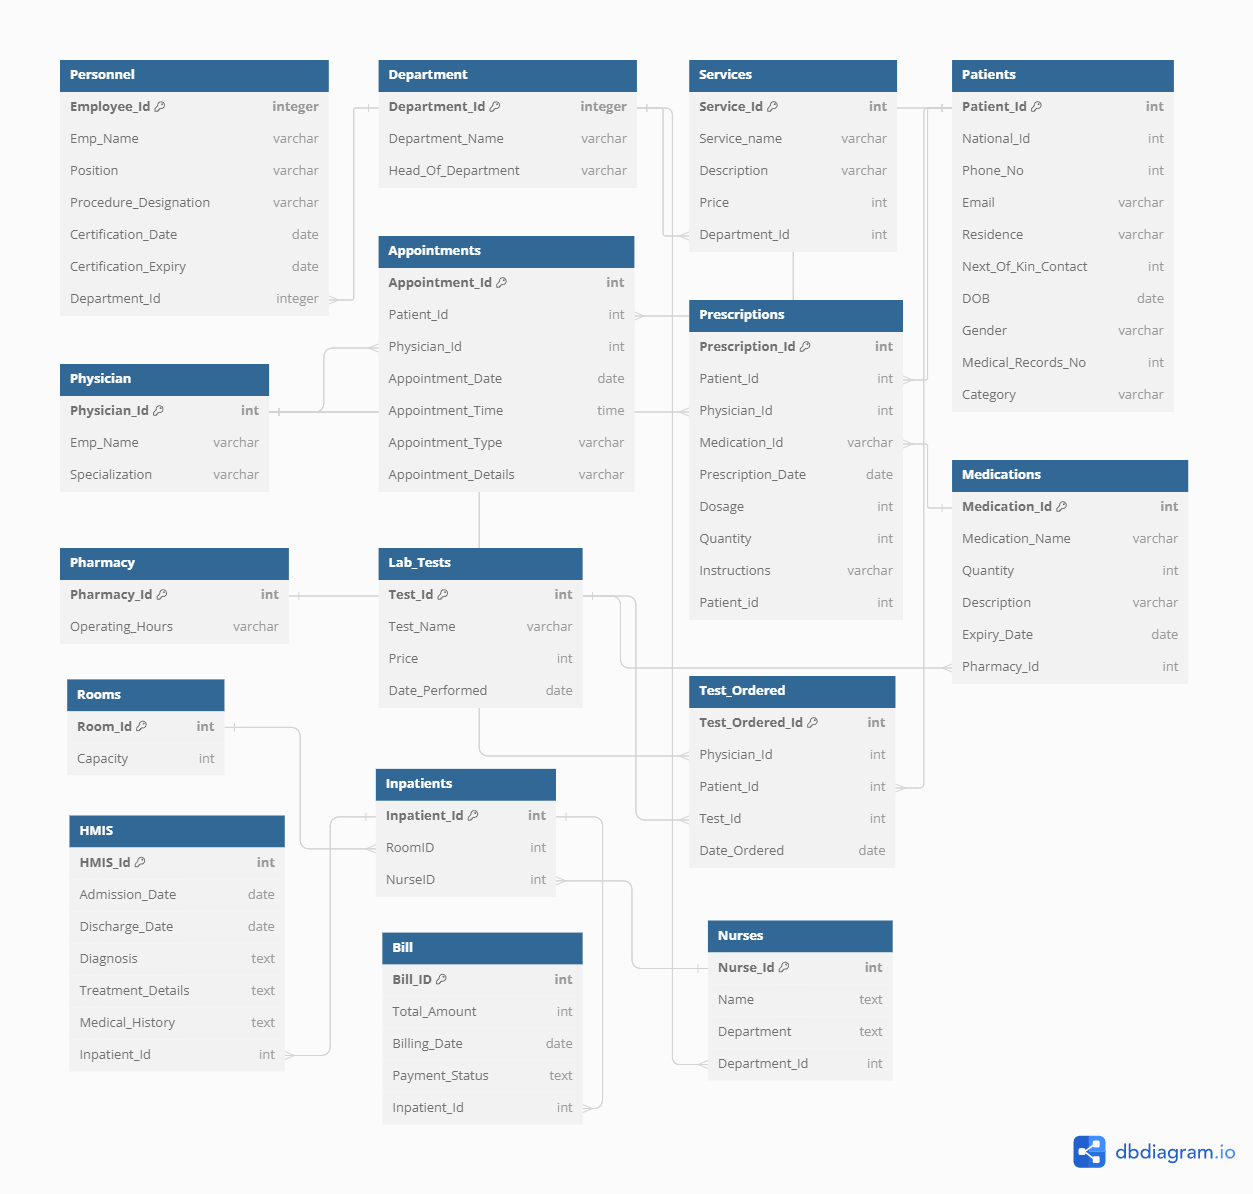 Personnel
Employee_Id integer
Emp_Name varchar
Position varchar
Procedure_Designation varchar
Certification_Date date
Certification_Expiry date
Department_Id integer
Department
Department_Id integer
Department_Name varchar
Head_Of_Department varchar
Services
Service_Id int
Service_name varchar
Description varchar
Price int
Department_Id int
Patients
Patient_Id int
National_Id int
Phone_No int
Email varchar
Residence varchar
Next_Of_Kin_Contact int
DOB date
Gender varchar
Medical_Records_No int
Category varchar
Appointments
Appointment_Id int
Patient_Id int
Physician_Id int
Appointment_Date date
Appointment_Time time
Appointment_Type varchar
Appointment_Details varchar
Prescriptions
Prescription_Id int
Patient_Id int
Physician_Id int
Medication_Id varchar
Prescription_Date date
Dosage int
Quantity int
Instructions varchar
Patient_id int
Physician
Physician_Id int
Emp_Name varchar
Specialization varchar
Medications
Medication_Id int
Medication_Name varchar
Quantity int
Description varchar
Expiry_Date date
Pharmacy_Id int
Pharmacy
Pharmacy_Id int
Operating_Hours varchar
Lab_Tests
Test_Id int
Test_Name varchar
Price int
Date_Performed date
Rooms
Room_Id int
Capacity int
Test_Ordered
Test_Ordered_Id int
Physician_Id int
Patient_Id int
Test_Id int
Date_Ordered date
Inpatients
Inpatient_Id int
RoomID int
NurseID int
HMIS
HMIS_Id int
Admission_Date date
Discharge_Date date
Diagnosis text
Treatment_Details text
Medical_History text
Inpatient_Id int
Bill
Bill_ID int
Total_Amount int
Billing_Date date
Payment_Status text
Inpatient_Id int
Nurses
Nurse_Id int
Name text
Department text
Department_Id int
dbdiagram.io